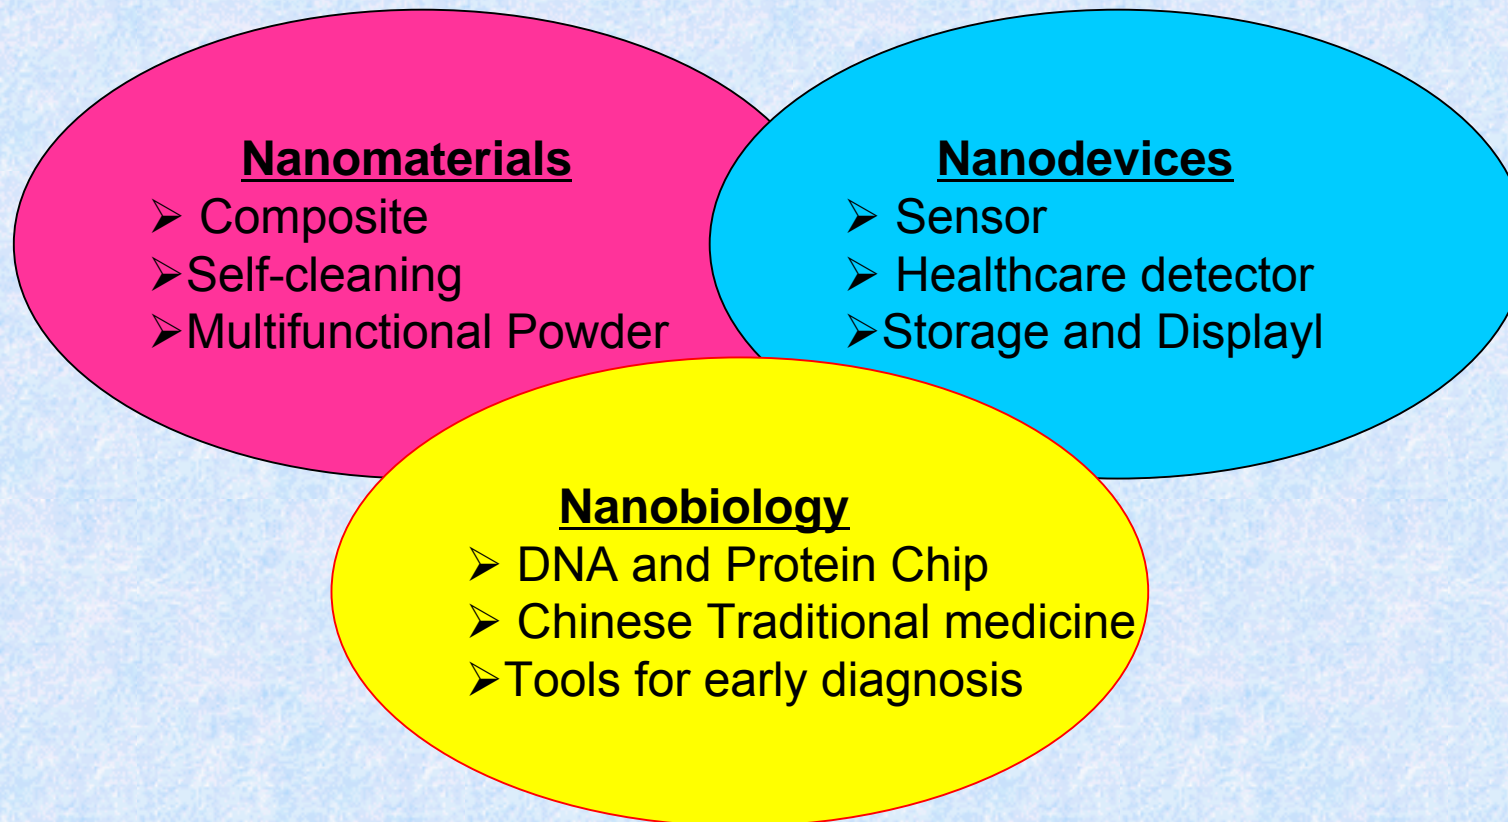 Nanomaterials
➢ Composite
➢Self-cleaning
➢Multifunctional Powder
Nanodevices
➢ Sensor
➢ Healthcare detector
➢Storage and Displayl
Nanobiology
➢ DNA and Protein Chip
➢ Chinese Traditional medicine
➢Tools for early diagnosis